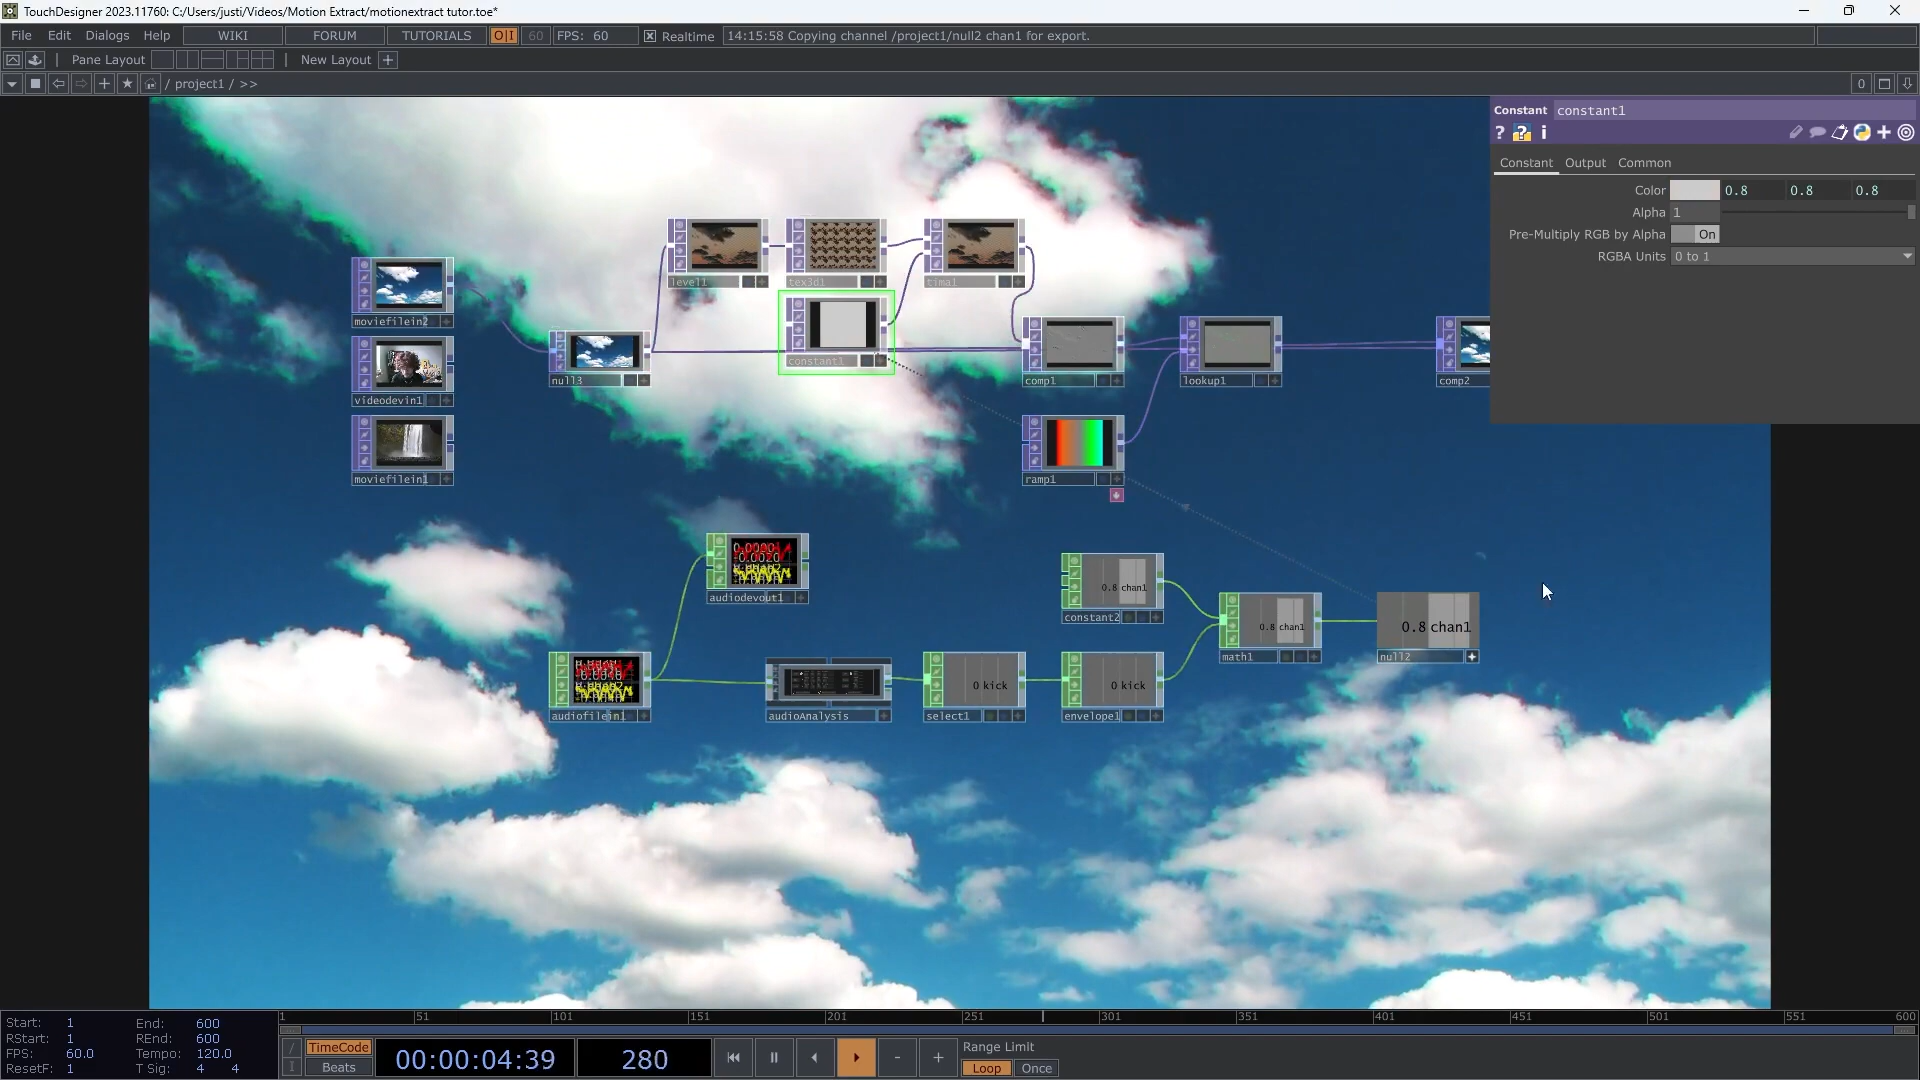 TouchDesigner 2023.11760: C:/Users/justi/Videos/Motion Extract/motionextract tutor.toe*
File Edit Dialogs Help WIKI FORUM TUTORIALS O|I 60 FPS: 60 Realtime 14:15:58 Copying channel /project1/null2 chan1 for export.
Pane Layout New Layout +
/ project1 / >> 0
Constant constant1
? ? i
Constant Output Common
Color 0.8 0.8 0.8
Alpha 1
Pre-Multiply RGB by Alpha On
RGBA Units 0 to 1
level1 tex3d1 tima1
moviefilein2
constant1
null3 comp1 lookup1 comp2
videodevin1
moviefilein1 ramp1
audiodevout1
0.8 chan1
constant2
0.8 chan1
0.8 chan1
math1 null2
0 kick
0 kick
audiofilein1 audioAnalysis select1 envelope1
1 51 101 151 201 251 301 351 401 451 501 551 600
Start: 1 End: 600
RStart: 1 REnd: 600
FPS: 60.0 Tempo: 120.0
ResetF: 1 T Sig: 4 4
TimeCode
Beats
00:00:04:39 280
- +
Range Limit
Loop Once